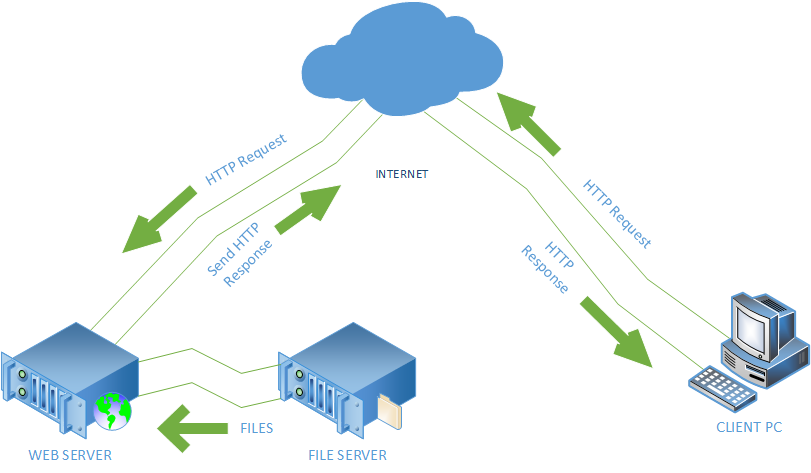 HTTP Request
INTERNET
HTTP Request
Send HTTP
Response
HTTP
Response
FILES
WEB SERVER
FILE SERVER
CLIENT PC